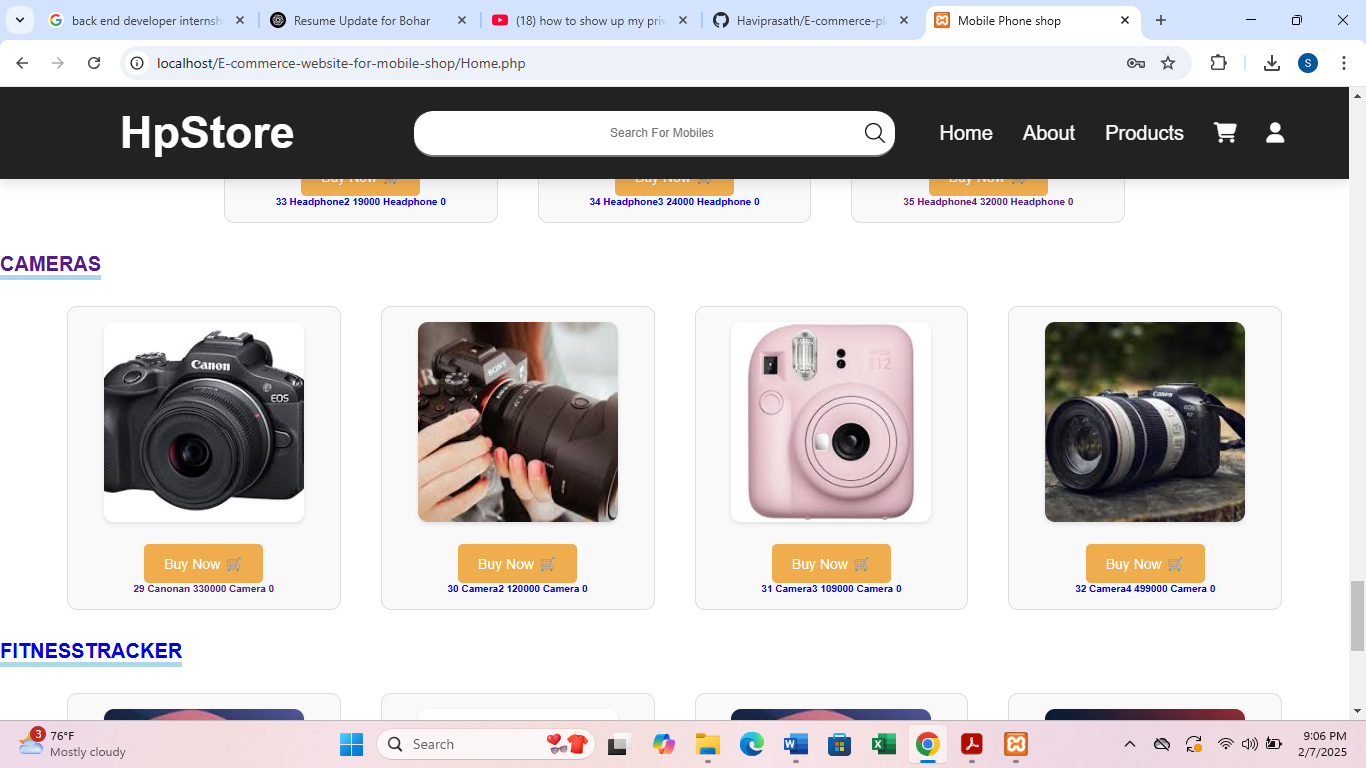 back end developer internsh
Resume Update for Bohar
(18) how to show up my priv
Haviprasath/E-commerce-pl
Mobile Phone shop
localhost/E-commerce-website-for-mobile-shop/Home.php
S
HpStore
Search For Mobiles
Home
About
Products
Buy Now
Buy Now
Buy Now
33 Headphone2 19000 Headphone 0
34 Headphone3 24000 Headphone 0
35 Headphone4 32000 Headphone 0
CAMERAS
Canon
EOS
SONY
Canon
Buy Now 🛒
Buy Now 🛒
Buy Now 🛒
Buy Now 🛒
29 Canonan 330000 Camera 0
30 Camera2 120000 Camera 0
31 Camera3 109000 Camera 0
32 Camera4 499000 Camera 0
FITNESSTRACKER
3
76°F
Mostly cloudy
Search
9:06 PM
2/7/2025